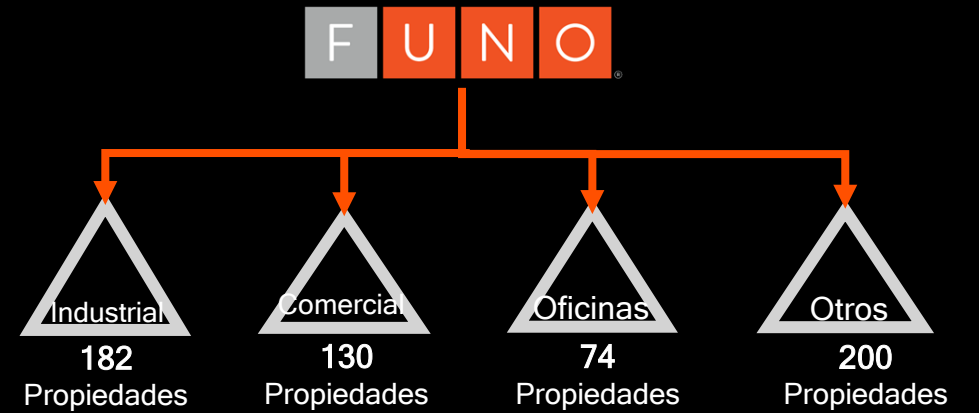 FUNO®
Industrial
Comercial
Oficinas
Otros
182
130
74
200
Propiedades
Propiedades
Propiedades
Propiedades